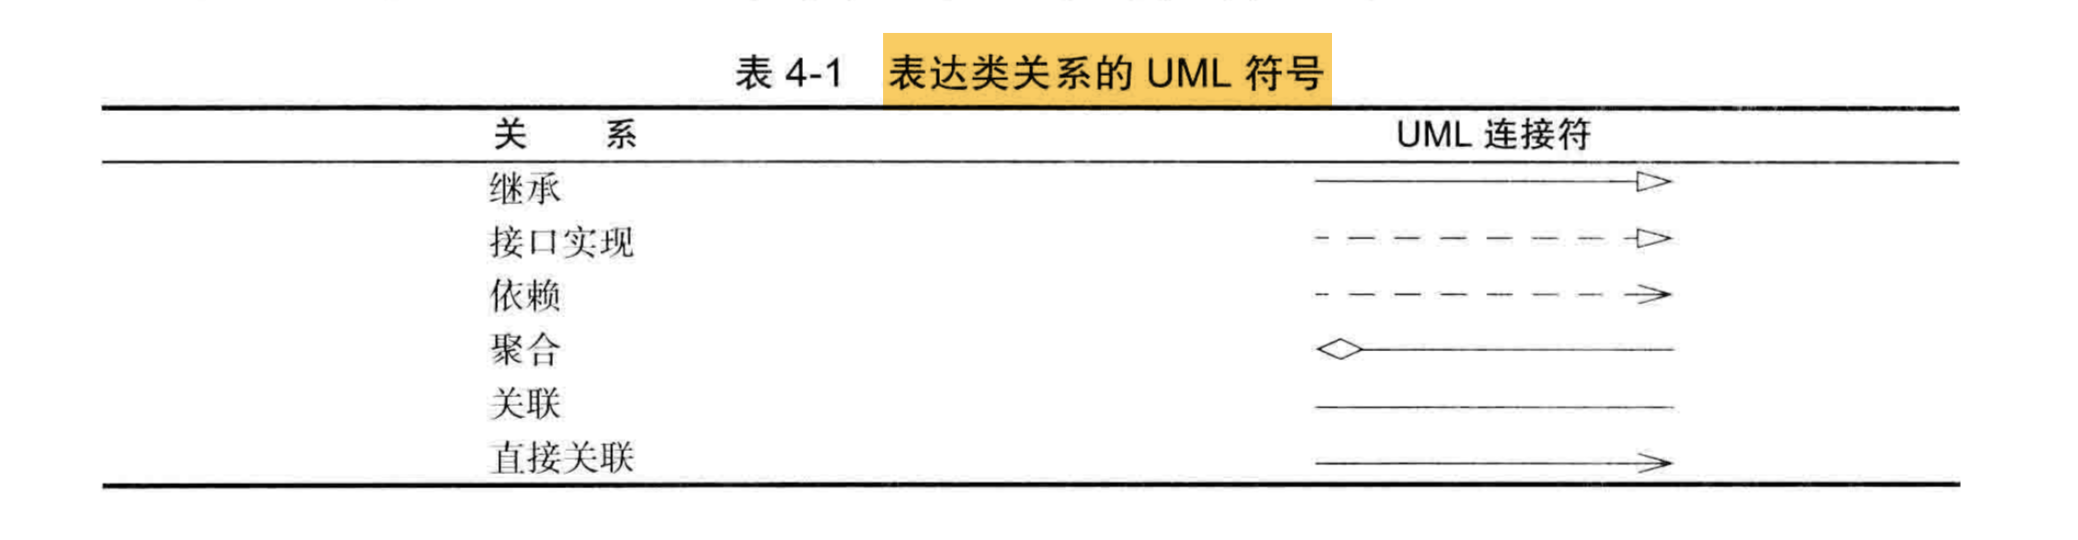 表 4-1 表达类关系的 UML 符号
关 系 UML 连接符
继承
接口实现
依赖
聚合
关联
直接关联